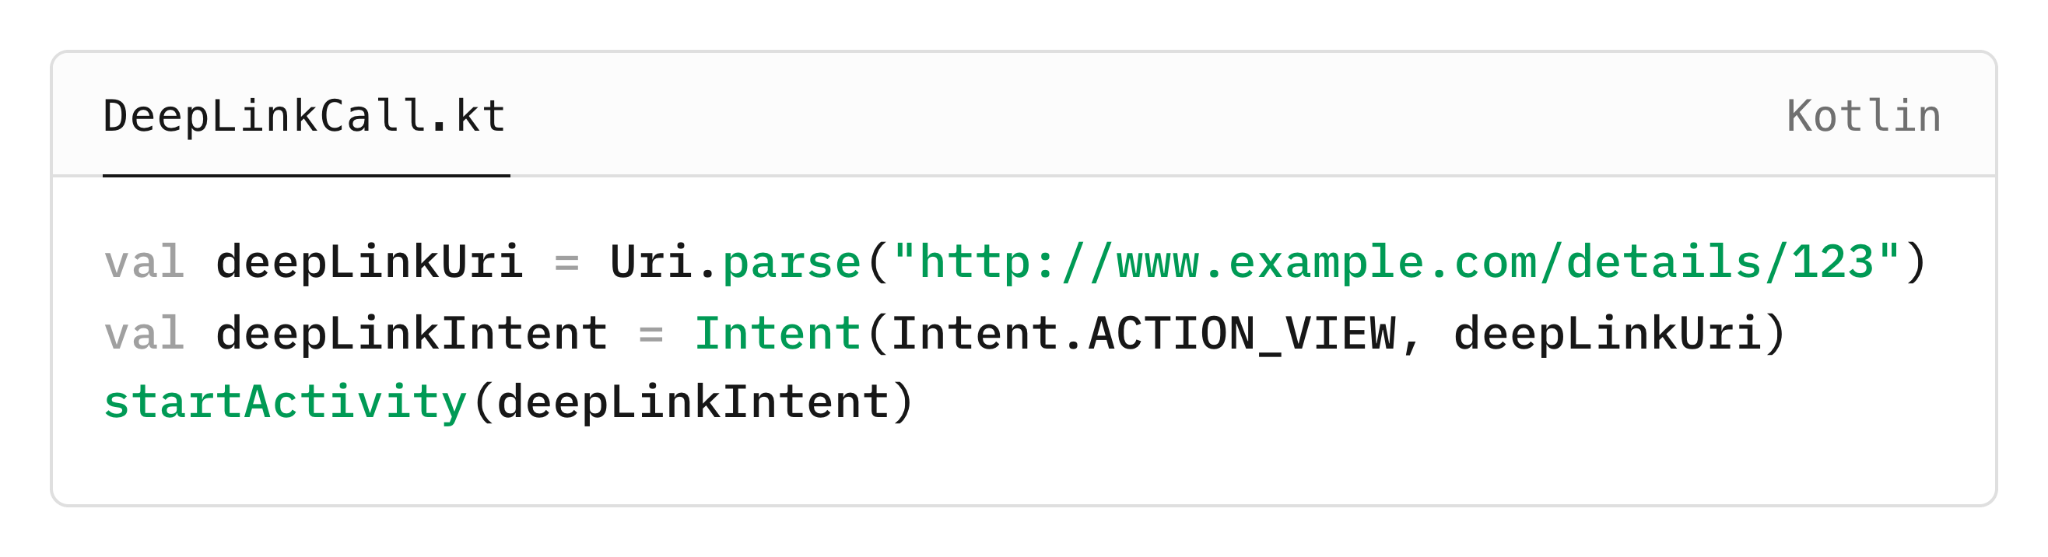 DeepLinkCall.kt
Kotlin
val deepLinkUri = Uri.parse("http://www.example.com/details/123")
val deepLinkIntent = Intent(Intent.ACTION_VIEW, deepLinkUri)
startActivity(deepLinkIntent)